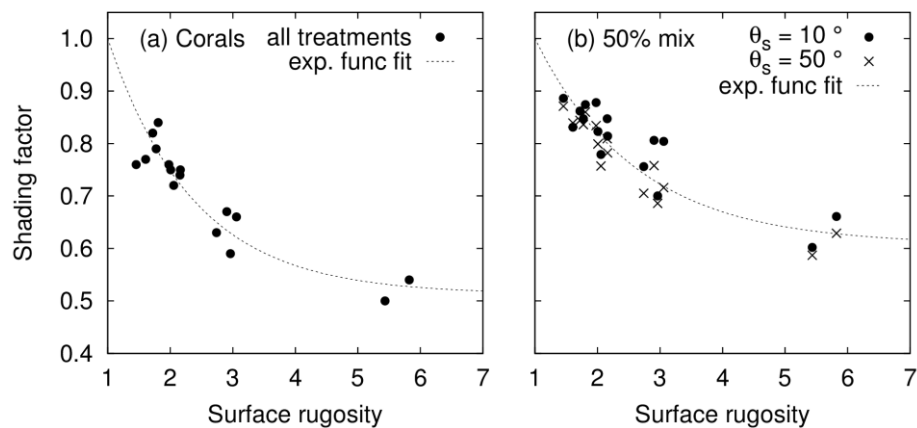 (a) Corals
all treatments
exp. func fit
1.0
0.9
0.8
0.7
0.6
0.5
0.4
Shading factor
1 2 3 4 5 6 7
Surface rugosity
(b) 50% mix
θs = 10 °
θs = 50 °
exp. func fit
1 2 3 4 5 6 7
Surface rugosity